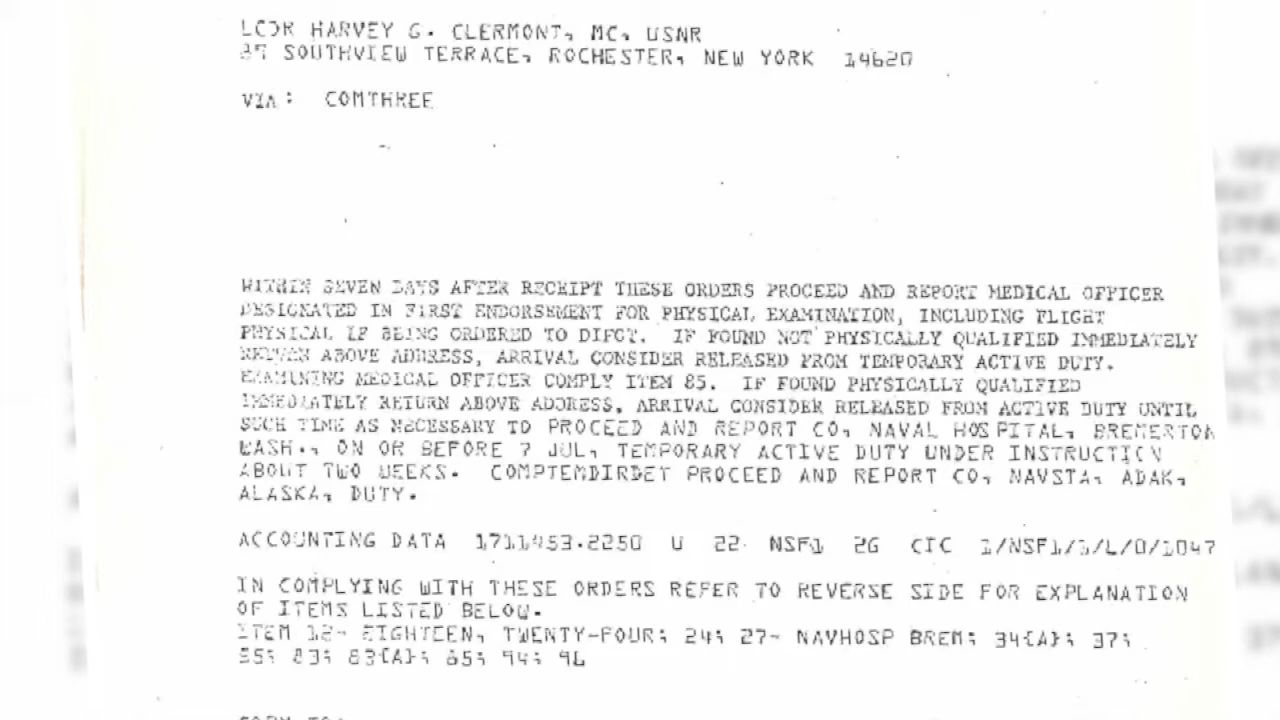 LCDR HARVEY G. CLERMONT, MC, USNR
87 SOUTHVIEW TERRACE, ROCHESTER, NEW YORK 14620
VIA: COMTHREE
WITHIN SEVEN DAYS AFTER RECEIPT THESE ORDERS PROCEED AND REPORT MEDICAL OFFICER
DESIGNATED IN FIRST ENDORSEMENT FOR PHYSICAL EXAMINATION, INCLUDING FLIGHT
PHYSICAL IF BEING ORDERED TO DIFOT. IF FOUND NOT PHYSICALLY QUALIFIED IMMEDIATELY
RETURN ABOVE ADDRESS, ARRIVAL CONSIDER RELEASED FROM TEMPORARY ACTIVE DUTY.
EXAMINING MEDICAL OFFICER COMPLY ITEM 85. IF FOUND PHYSICALLY QUALIFIED
IMMEDIATELY RETURN ABOVE ADDRESS, ARRIVAL CONSIDER RELEASED FROM ACTIVE DUTY UNTIL
SUCH TIME AS NECESSARY TO PROCEED AND REPORT CO, NAVAL HOSPITAL, BREMERTON
WASH., ON OR BEFORE 7 JUL, TEMPORARY ACTIVE DUTY UNDER INSTRUCTION
ABOUT TWO WEEKS. COMPTEMDIRDET PROCEED AND REPORT CO, NAVSTA, ADAK,
ALASKA, DUTY.
ACCOUNTING DATA 1711453.2250 U 22 NSF1 2G CIC 1/NSF1/5/L/0/1047
IN COMPLYING WITH THESE ORDERS REFER TO REVERSE SIDE FOR EXPLANATION
OF ITEMS LISTED BELOW.
ITEM 12- EIGHTEEN, TWENTY-FOUR; 24; 27- NAVHOSP BREM; 34(A); 37;
55; 83; 83(A); 85; 94; 96